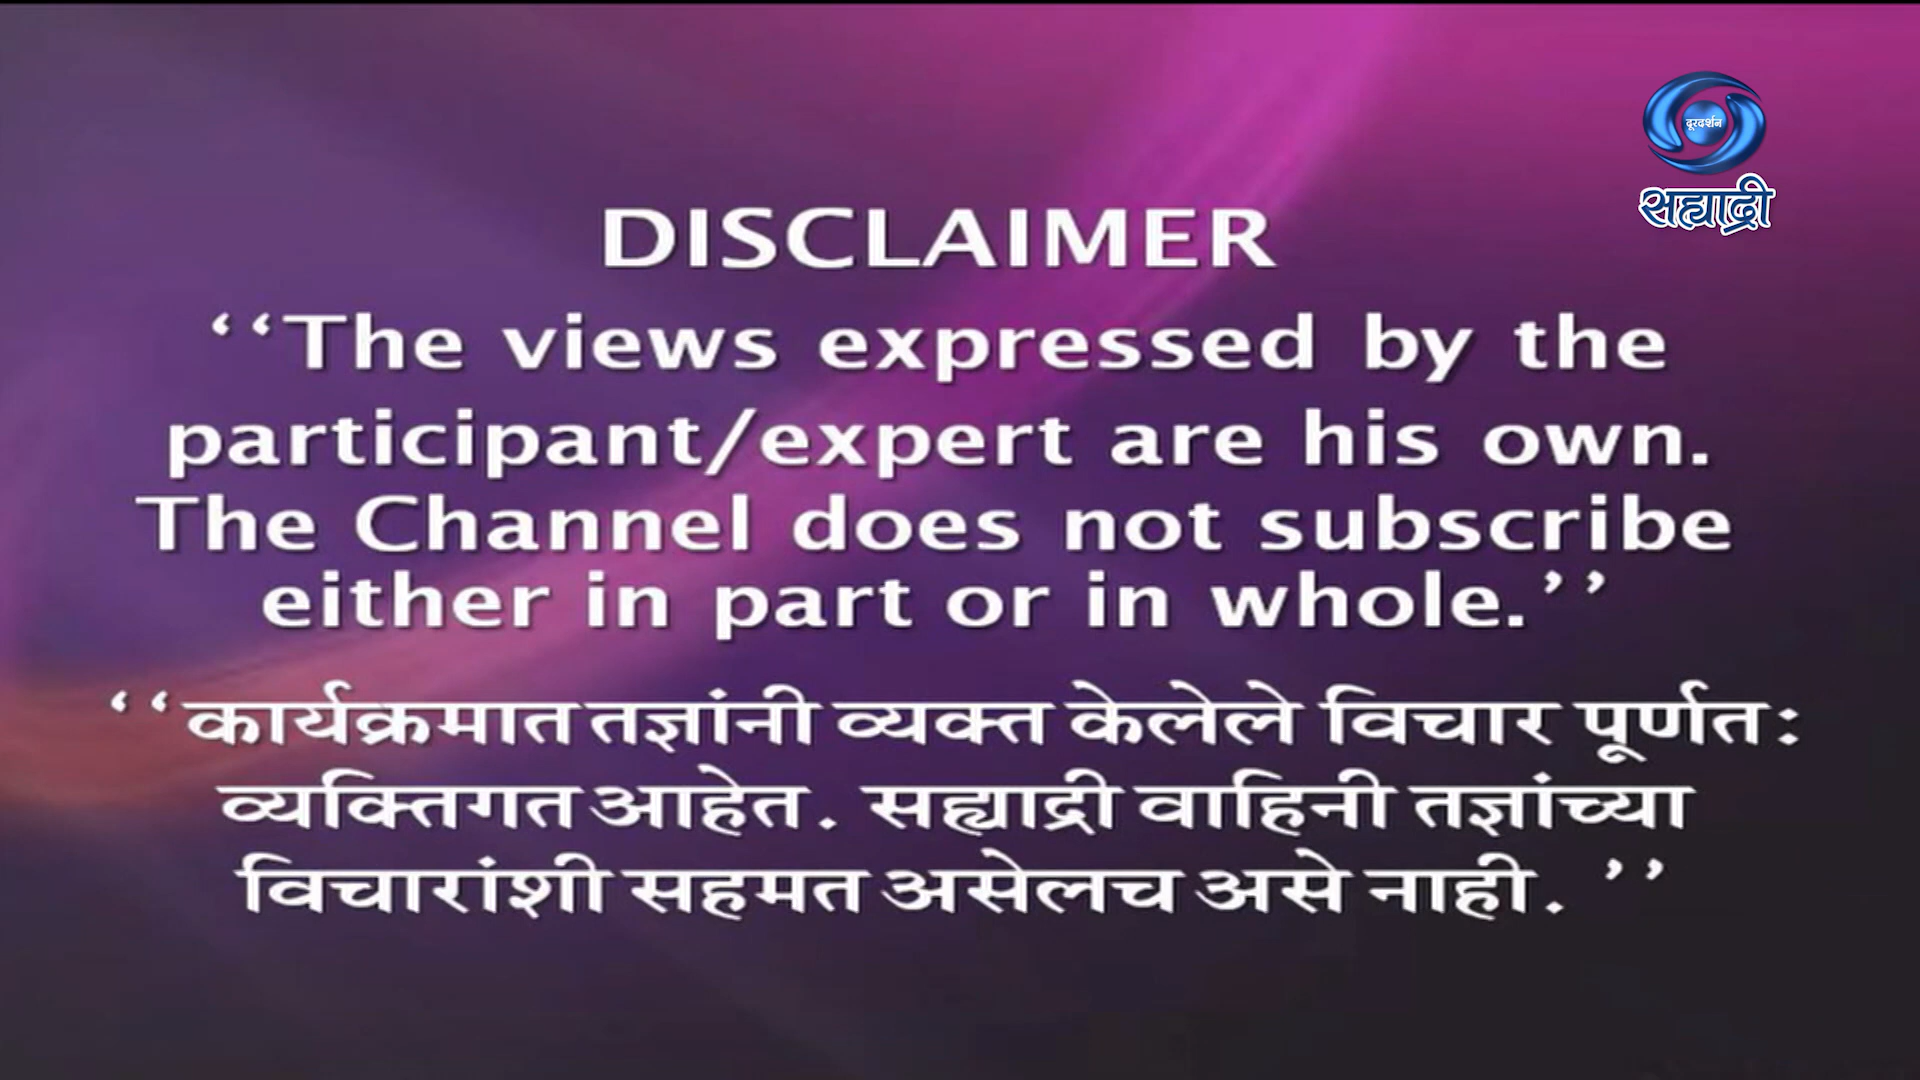 दूरदर्शन
सह्याद्री
DISCLAIMER
‘‘The views expressed by the
participant/expert are his own.
The Channel does not subscribe
either in part or in whole.’’
‘‘कार्यक्रमात तज्ञांनी व्यक्त केलेले विचार पूर्णत:
व्यक्तिगत आहेत. सह्याद्री वाहिनी तज्ञांच्या
विचारांशी सहमत असेलच असे नाही. ’’